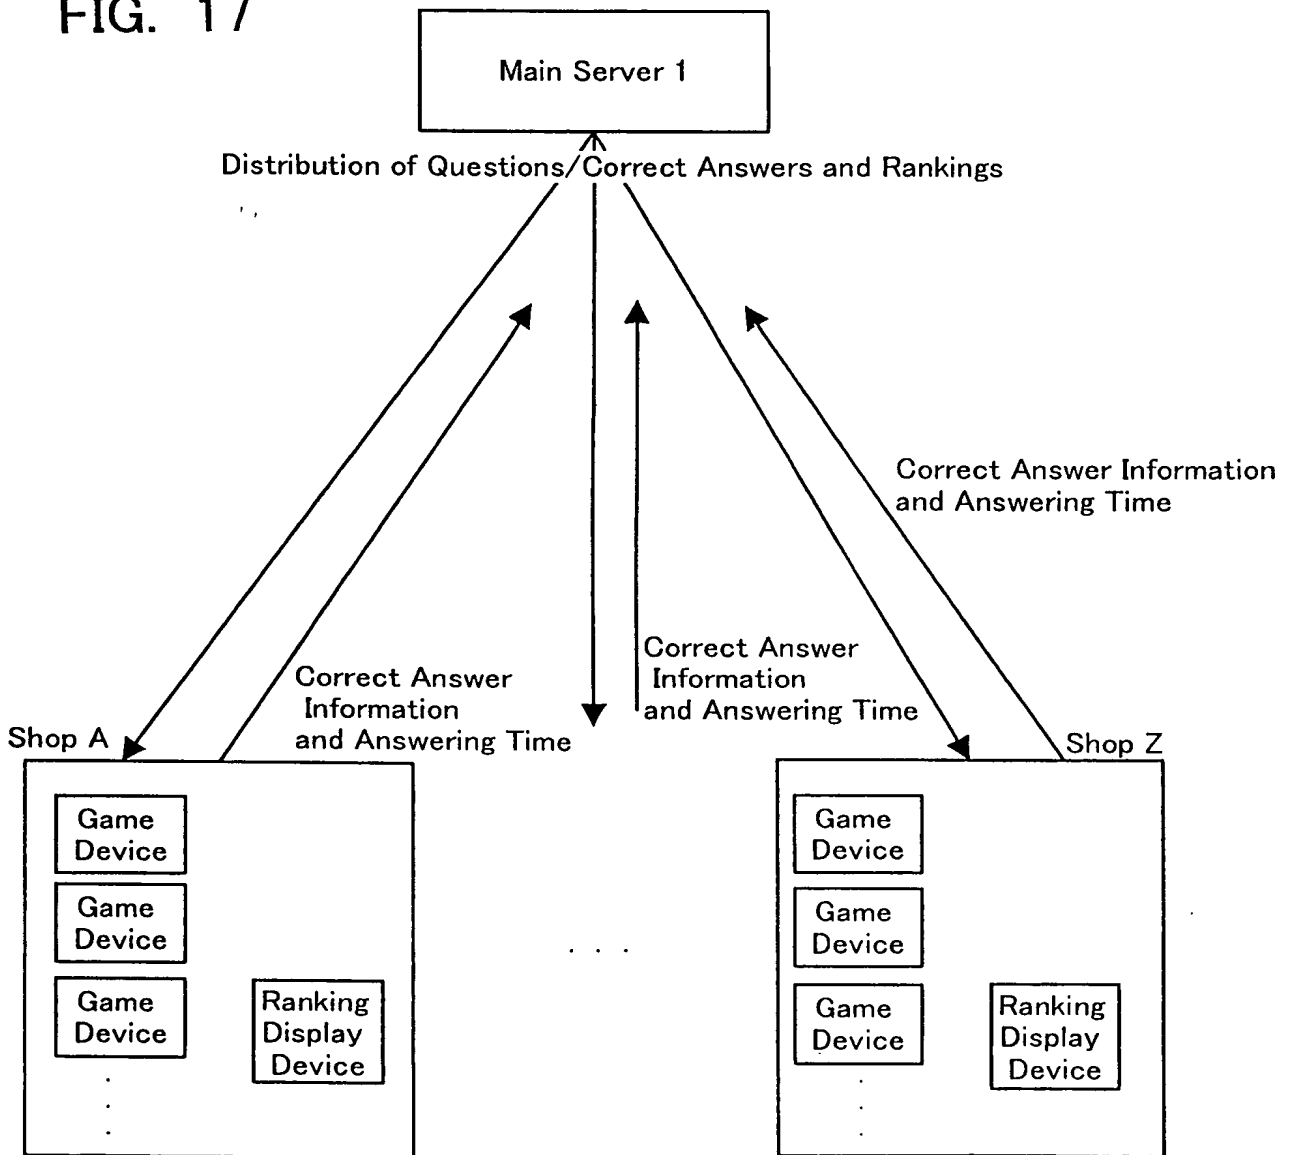 FIG. 17
Main Server 1
Distribution of Questions/Correct Answers and Rankings
Correct Answer Information
and Answering Time
Correct Answer
Information
and Answering Time
Correct Answer
Information
and Answering Time
Shop A
Shop Z
Game
Device
Game
Device
Game
Device
Ranking
Display
Device
. . .
Game
Device
Game
Device
Game
Device
Ranking
Display
Device